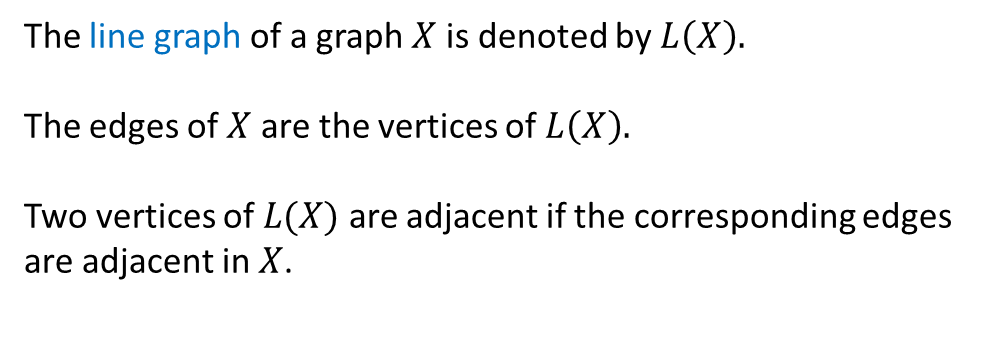 The line graph of a graph X is denoted by L(X).
The edges of X are the vertices of L(X).
Two vertices of L(X) are adjacent if the corresponding edges
are adjacent in X.